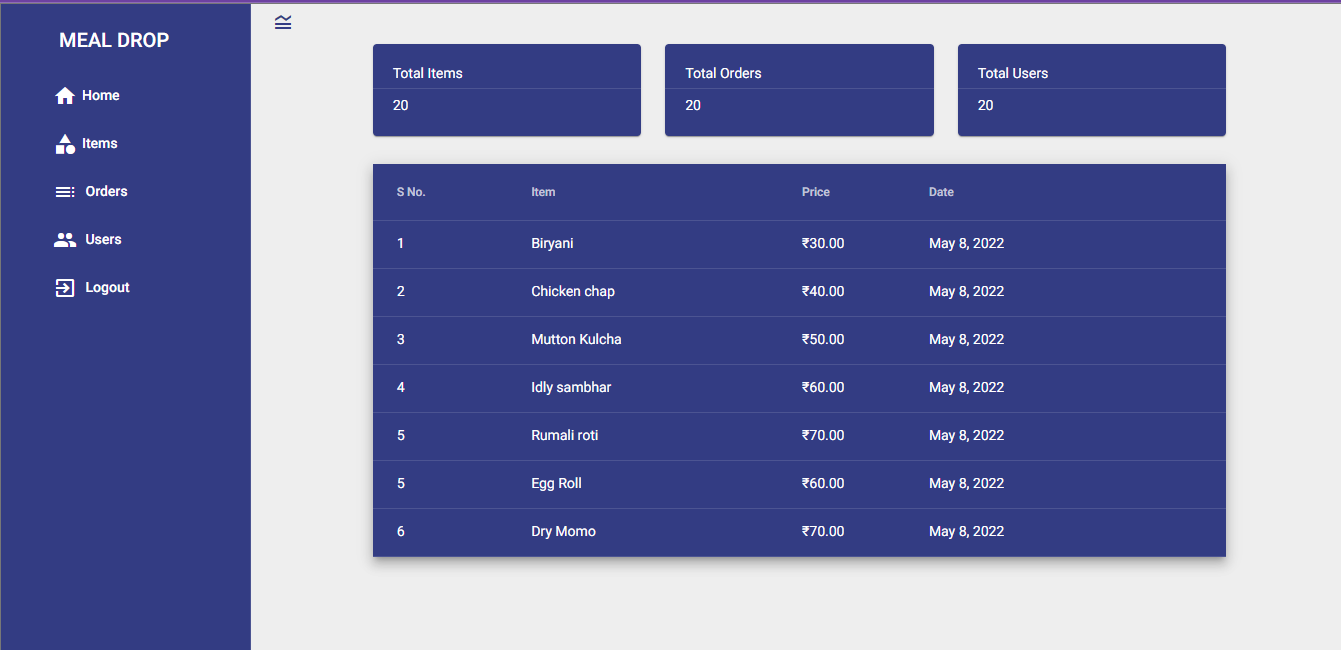 MEAL DROP
Home
Items
Orders
Users
Logout
Total Items
20
Total Orders
20
Total Users
20
S No. Item Price Date
1 Biryani ₹30.00 May 8, 2022
2 Chicken chap ₹40.00 May 8, 2022
3 Mutton Kulcha ₹50.00 May 8, 2022
4 Idly sambhar ₹60.00 May 8, 2022
5 Rumali roti ₹70.00 May 8, 2022
5 Egg Roll ₹60.00 May 8, 2022
6 Dry Momo ₹70.00 May 8, 2022